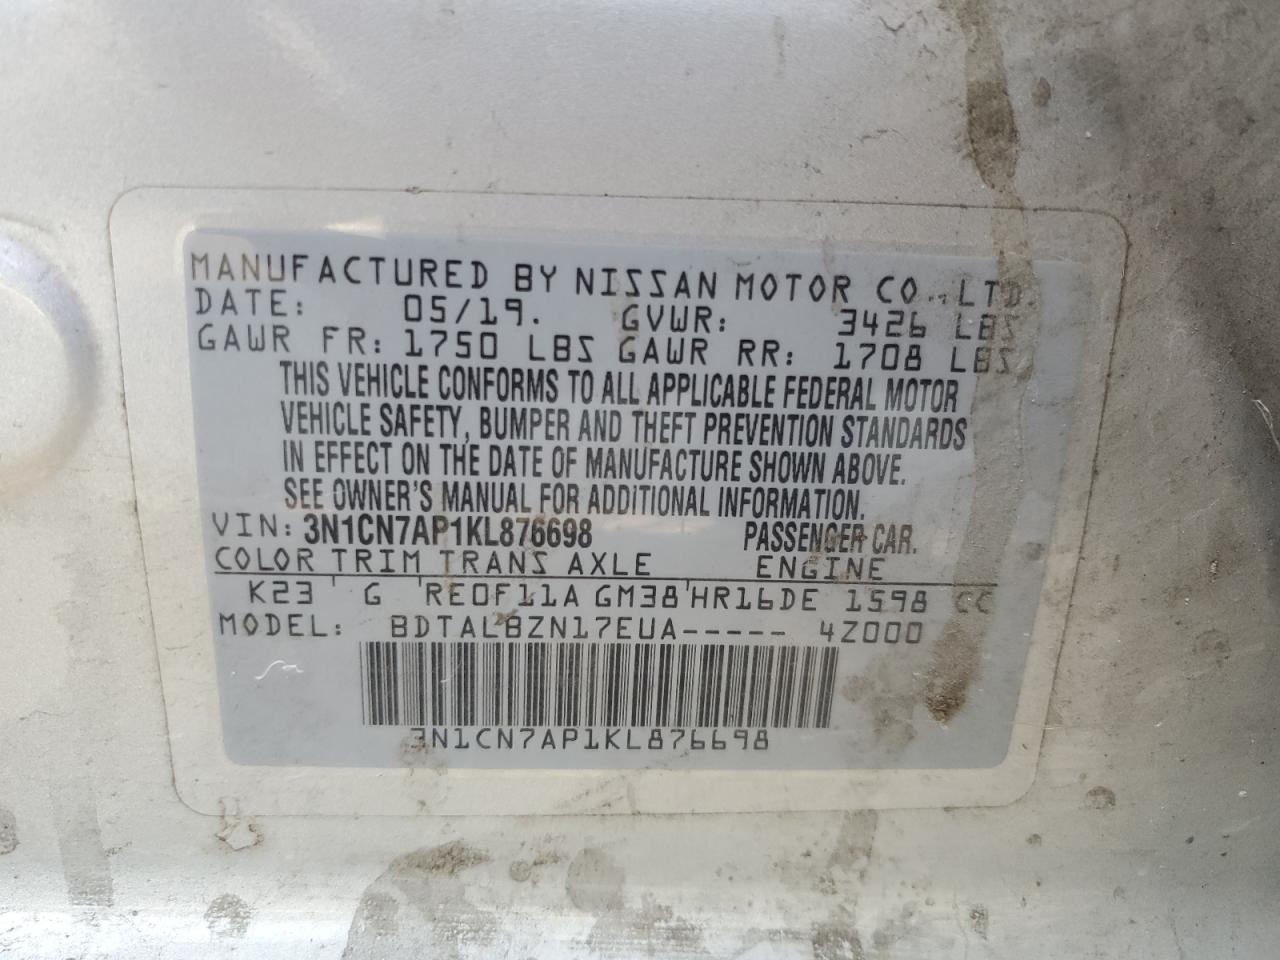 MANUFACTURED BY NISSAN MOTOR CO., LTD.
DATE: 05/19. GVWR: 3426 LBS
GAWR FR: 1750 LBS GAWR RR: 1708 LBS
THIS VEHICLE CONFORMS TO ALL APPLICABLE FEDERAL MOTOR
VEHICLE SAFETY, BUMPER AND THEFT PREVENTION STANDARDS
IN EFFECT ON THE DATE OF MANUFACTURE SHOWN ABOVE.
SEE OWNER'S MANUAL FOR ADDITIONAL INFORMATION.
VIN: 3N1CN7AP1KL876698 PASSENGER CAR.
COLOR TRIM TRANS AXLE ENGINE
K23 ' G ' RE0F11A GM38 ' HR16DE 1598 CC
MODEL: BDTALBZN17EUA----- 4Z000
3N1CN7AP1KL876698